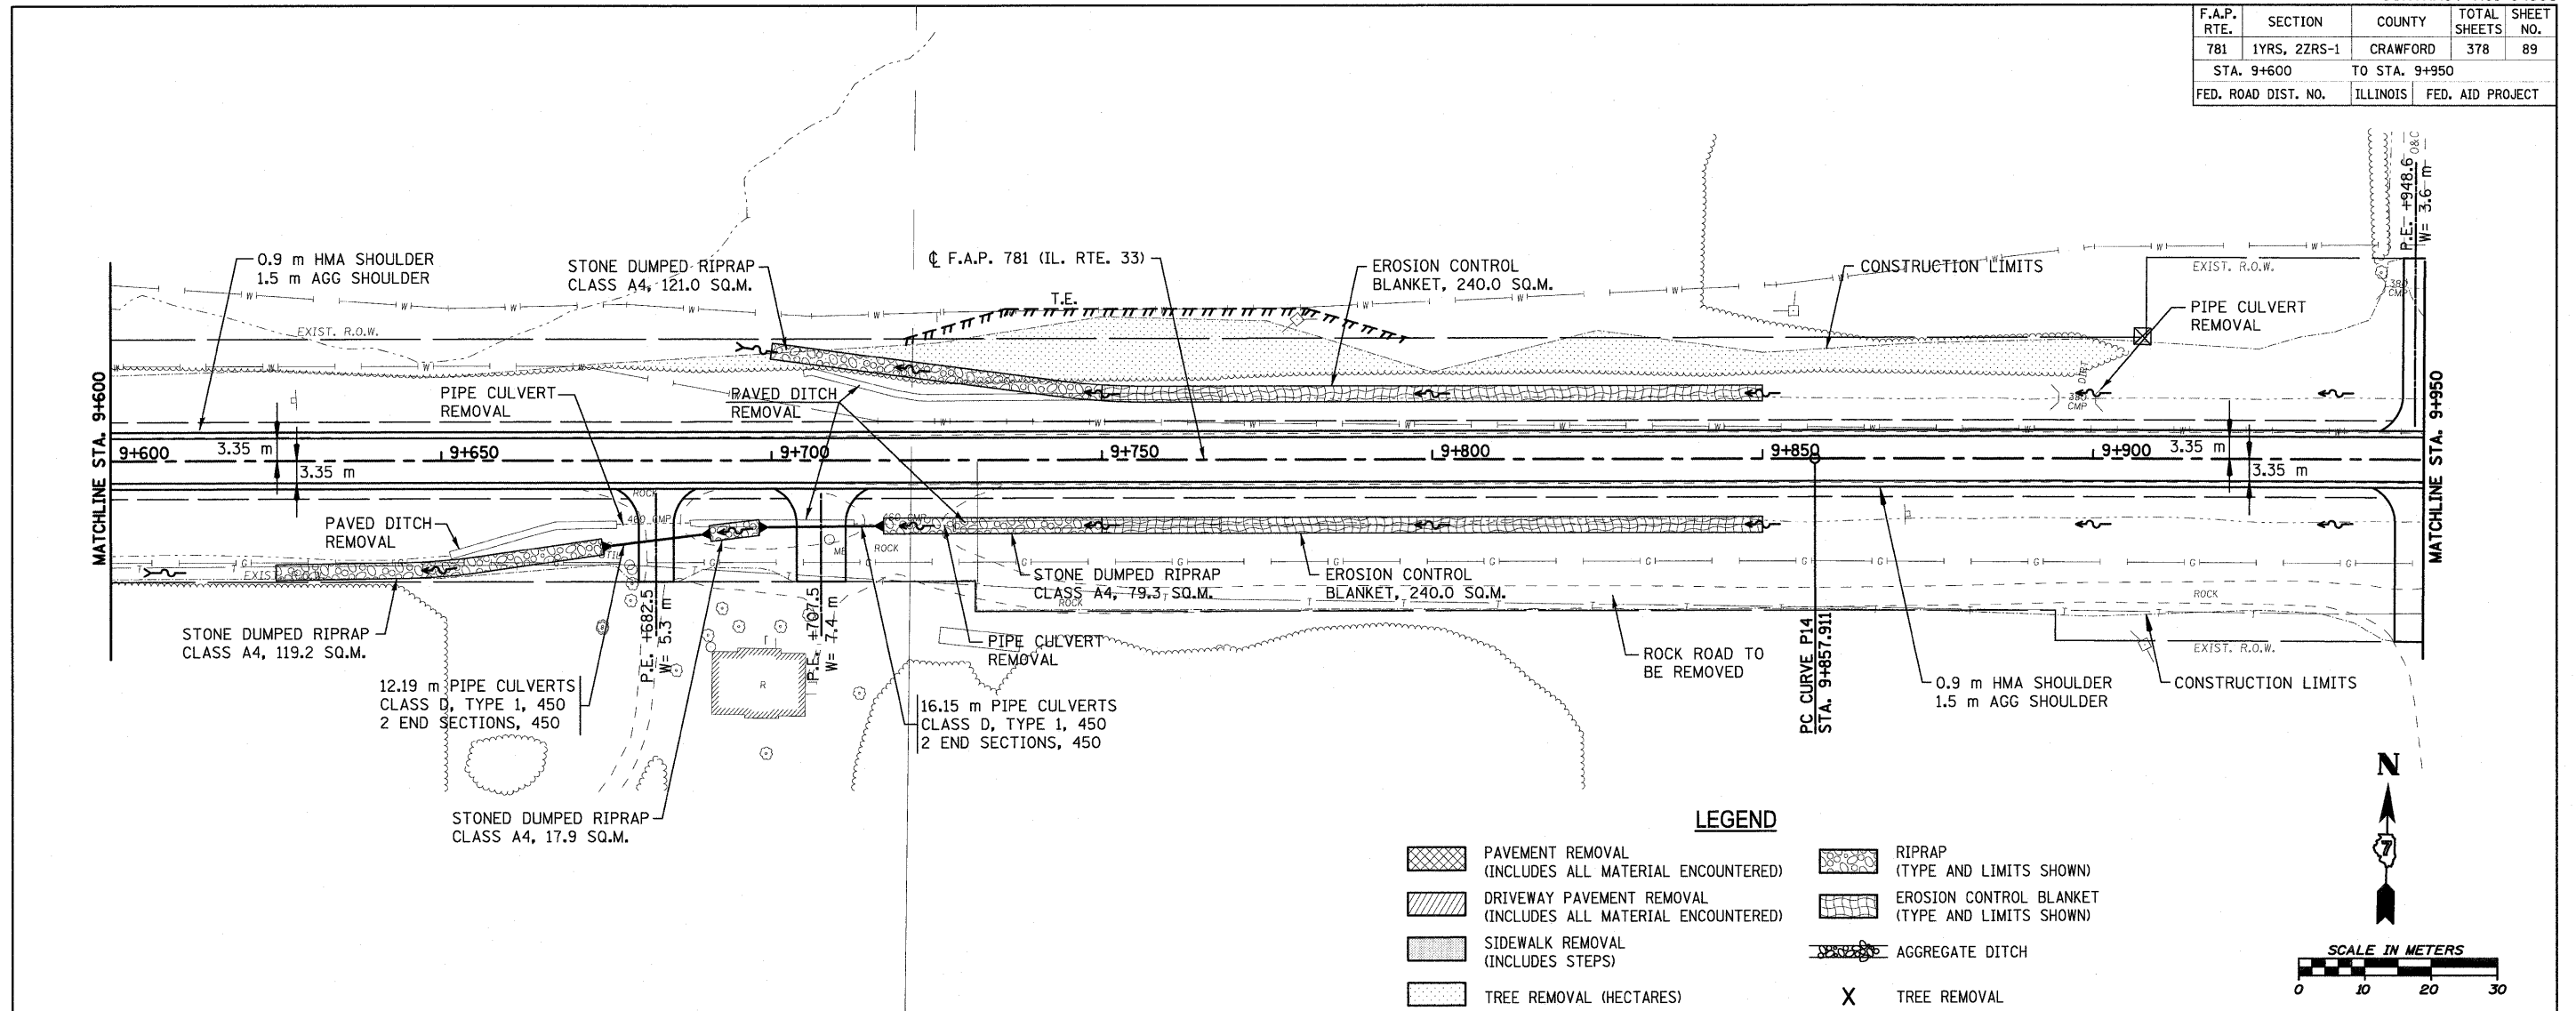 F.A.P. RTE. SECTION COUNTY TOTAL SHEETS SHEET NO.
781 1YRS, 2ZRS-1 CRAWFORD 378 89
STA. 9+600 TO STA. 9+950
FED. ROAD DIST. NO. ILLINOIS FED. AID PROJECT
P.E. +948.6
W= 3.6 m
O&C
0.9 m HMA SHOULDER
1.5 m AGG SHOULDER
STONE DUMPED RIPRAP
CLASS A4, 121.0 SQ.M.
℄ F.A.P. 781 (IL. RTE. 33)
T.E.
EROSION CONTROL
BLANKET, 240.0 SQ.M.
CONSTRUCTION LIMITS
EXIST. R.O.W.
PIPE CULVERT
REMOVAL
EXIST. R.O.W.
380
CMP
DIRT
CMP
PIPE CULVERT
REMOVAL
PAVED DITCH
REMOVAL
MATCHLINE STA. 9+600
MATCHLINE STA. 9+950
3.35 m
3.35 m
9+600
9+650
9+700
9+750
9+800
9+850
9+900
3.35 m
3.35 m
PAVED DITCH
REMOVAL
ROCK
460 CMP
ROCK
STONE DUMPED RIPRAP
CLASS A4, 79.3 SQ.M.
EROSION CONTROL
BLANKET, 240.0 SQ.M.
ROCK
ROCK
STONE DUMPED RIPRAP
CLASS A4, 119.2 SQ.M.
P.E. +682.5
W= 5.3 m
P.E. +707.5
W= 7.4 m
R
PIPE CULVERT
REMOVAL
ROCK ROAD TO
BE REMOVED
PC CURVE P14
STA. 9+857.911
EXIST. R.O.W.
0.9 m HMA SHOULDER
1.5 m AGG SHOULDER
CONSTRUCTION LIMITS
12.19 m PIPE CULVERTS
CLASS D, TYPE 1, 450
2 END SECTIONS, 450
16.15 m PIPE CULVERTS
CLASS D, TYPE 1, 450
2 END SECTIONS, 450
STONED DUMPED RIPRAP
CLASS A4, 17.9 SQ.M.
N
7
LEGEND
PAVEMENT REMOVAL
(INCLUDES ALL MATERIAL ENCOUNTERED)
DRIVEWAY PAVEMENT REMOVAL
(INCLUDES ALL MATERIAL ENCOUNTERED)
SIDEWALK REMOVAL
(INCLUDES STEPS)
TREE REMOVAL (HECTARES)
RIPRAP
(TYPE AND LIMITS SHOWN)
EROSION CONTROL BLANKET
(TYPE AND LIMITS SHOWN)
AGGREGATE DITCH
X TREE REMOVAL
SCALE IN METERS
0 10 20 30